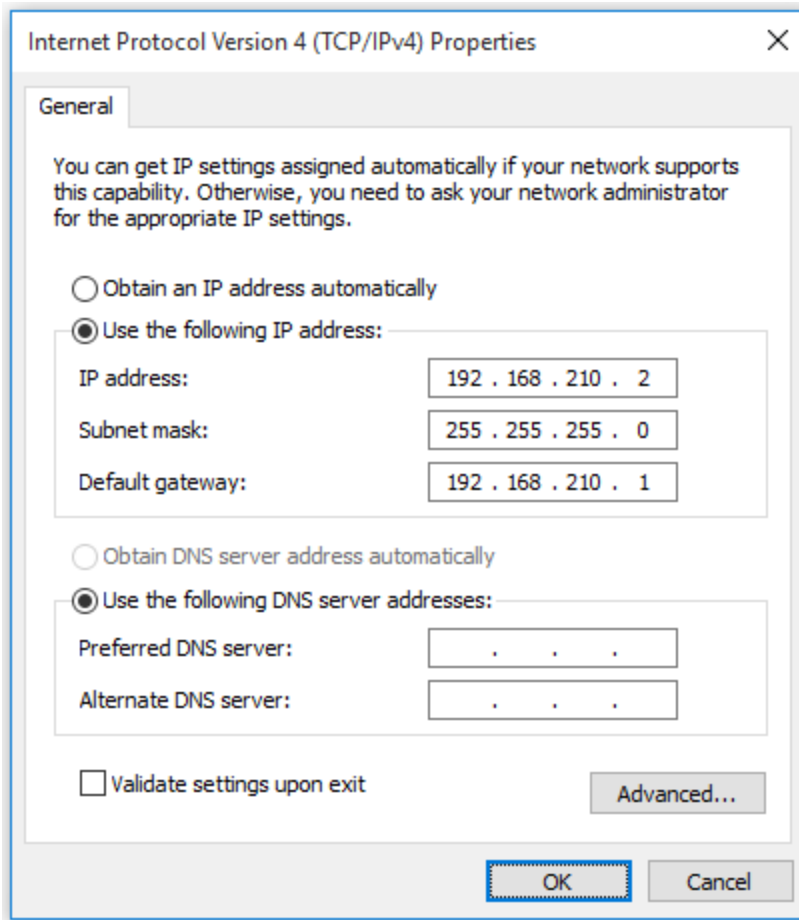 Internet Protocol Version 4 (TCP/IPv4) Properties
General
You can get IP settings assigned automatically if your network supports
this capability. Otherwise, you need to ask your network administrator
for the appropriate IP settings.
Obtain an IP address automatically
Use the following IP address:
IP address: 192 . 168 . 210 . 2
Subnet mask: 255 . 255 . 255 . 0
Default gateway: 192 . 168 . 210 . 1
Obtain DNS server address automatically
Use the following DNS server addresses:
Preferred DNS server: . . .
Alternate DNS server: . . .
Validate settings upon exit
Advanced...
OK Cancel